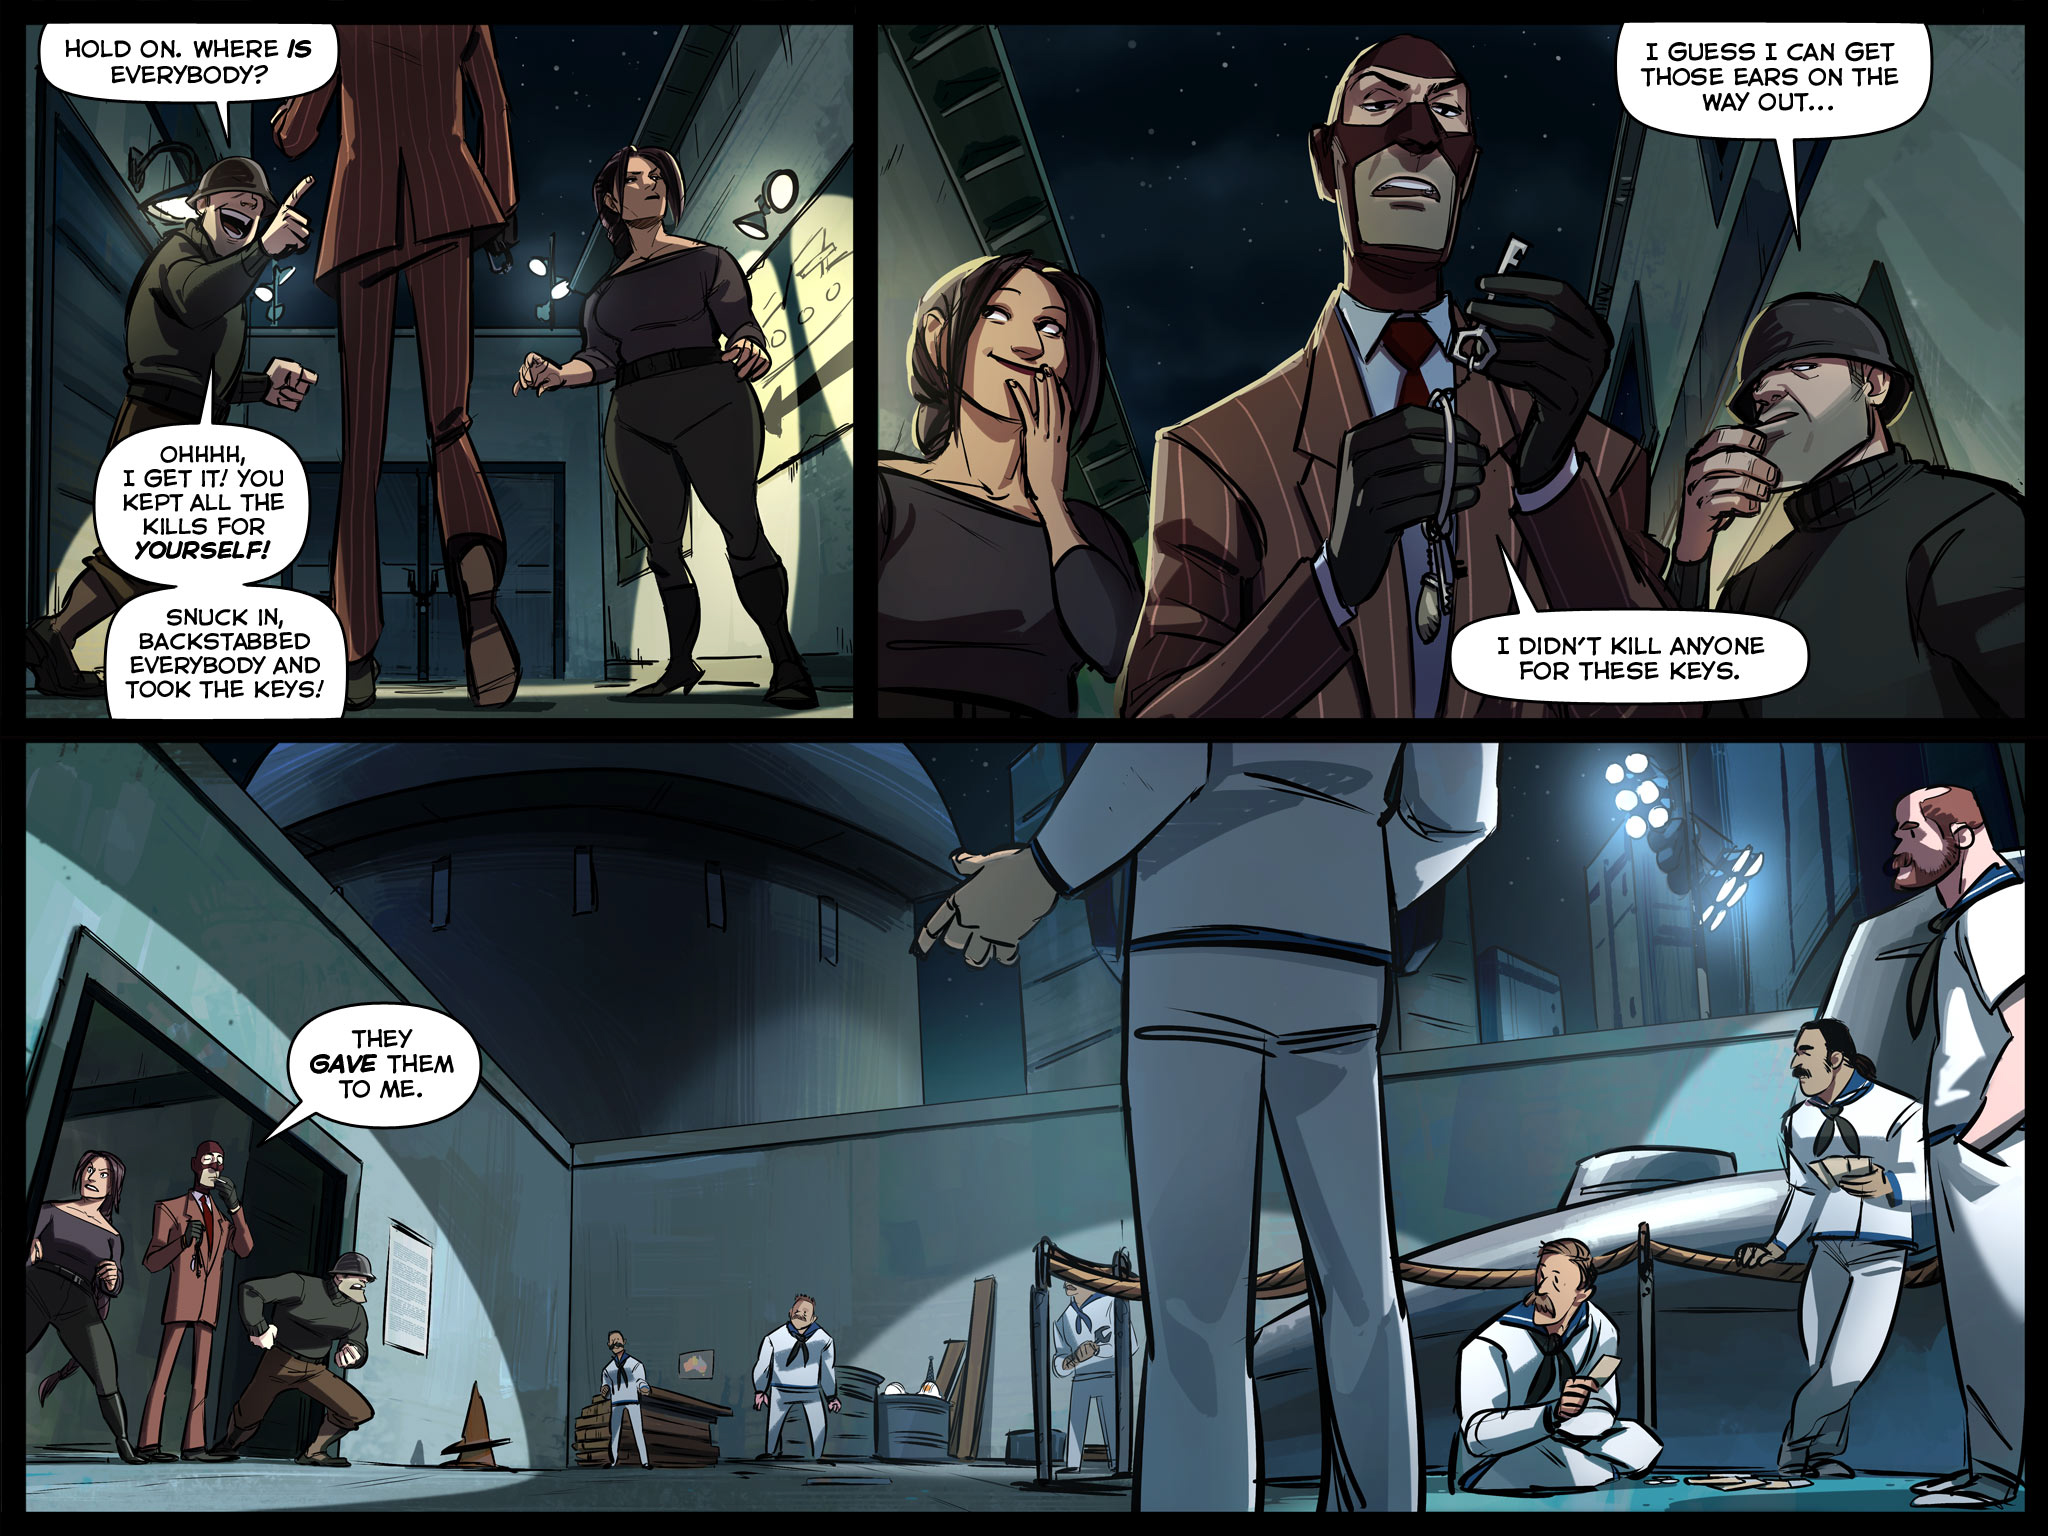 HOLD ON. WHERE IS
EVERYBODY?
OHHHH,
I GET IT! YOU
KEPT ALL THE
KILLS FOR
YOURSELF!
SNUCK IN,
BACKSTABBED
EVERYBODY AND
TOOK THE KEYS!
I GUESS I CAN GET
THOSE EARS ON THE
WAY OUT...
I DIDN'T KILL ANYONE
FOR THESE KEYS.
THEY
GAVE THEM
TO ME.